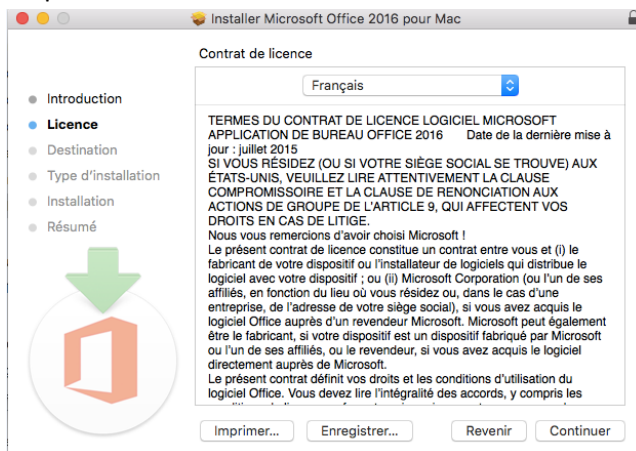 Installer Microsoft Office 2016 pour Mac
Contrat de licence
Français
Introduction
Licence
Destination
Type d'installation
Installation
Résumé
TERMES DU CONTRAT DE LICENCE LOGICIEL MICROSOFT
APPLICATION DE BUREAU OFFICE 2016 Date de la dernière mise à
jour : juillet 2015
SI VOUS RÉSIDEZ (OU SI VOTRE SIÈGE SOCIAL SE TROUVE) AUX
ÉTATS-UNIS, VEUILLEZ LIRE ATTENTIVEMENT LA CLAUSE
COMPROMISSOIRE ET LA CLAUSE DE RENONCIATION AUX
ACTIONS DE GROUPE DE L'ARTICLE 9, QUI AFFECTENT VOS
DROITS EN CAS DE LITIGE.
Nous vous remercions d'avoir choisi Microsoft !
Le présent contrat de licence constitue un contrat entre vous et (i) le
fabricant de votre dispositif ou l'installateur de logiciels qui distribue le
logiciel avec votre dispositif ; ou (ii) Microsoft Corporation (ou l'un de ses
affiliés, en fonction du lieu où vous résidez ou, dans le cas d'une
entreprise, de l'adresse de votre siège social), si vous avez acquis le
logiciel Office auprès d'un revendeur Microsoft. Microsoft peut également
être le fabricant, si votre dispositif est un dispositif fabriqué par Microsoft
ou l'un de ses affiliés, ou le revendeur, si vous avez acquis le logiciel
directement auprès de Microsoft.
Le présent contrat définit vos droits et les conditions d'utilisation du
logiciel Office. Vous devez lire l'intégralité des accords, y compris les
Imprimer...
Enregistrer...
Revenir
Continuer